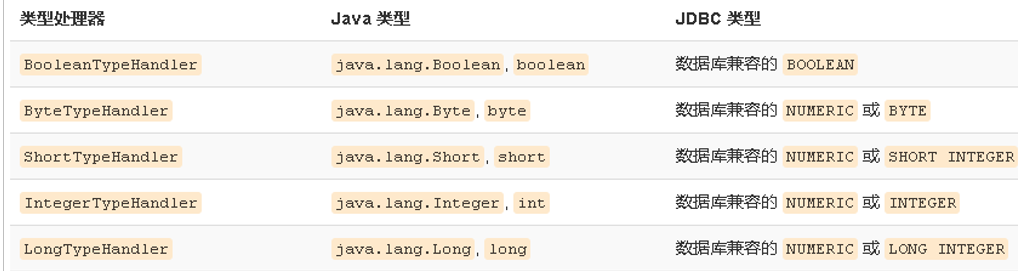 类型处理器 Java 类型 JDBC 类型
BooleanTypeHandler java.lang.Boolean, boolean 数据库兼容的 BOOLEAN
ByteTypeHandler java.lang.Byte, byte 数据库兼容的 NUMERIC 或 BYTE
ShortTypeHandler java.lang.Short, short 数据库兼容的 NUMERIC 或 SHORT INTEGER
IntegerTypeHandler java.lang.Integer, int 数据库兼容的 NUMERIC 或 INTEGER
LongTypeHandler java.lang.Long, long 数据库兼容的 NUMERIC 或 LONG INTEGER